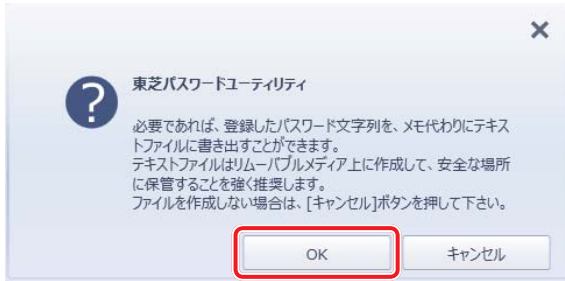 東芝パスワードユーティリティ
必要であれば、登録したパスワード文字列を、メモ代わりにテキス
トファイルに書き出すことができます。
テキストファイルはリムーバブルメディア上に作成して、安全な場所
に保管することを強く推奨します。
ファイルを作成しない場合は、[キャンセル]ボタンを押して下さい。
OK キャンセル